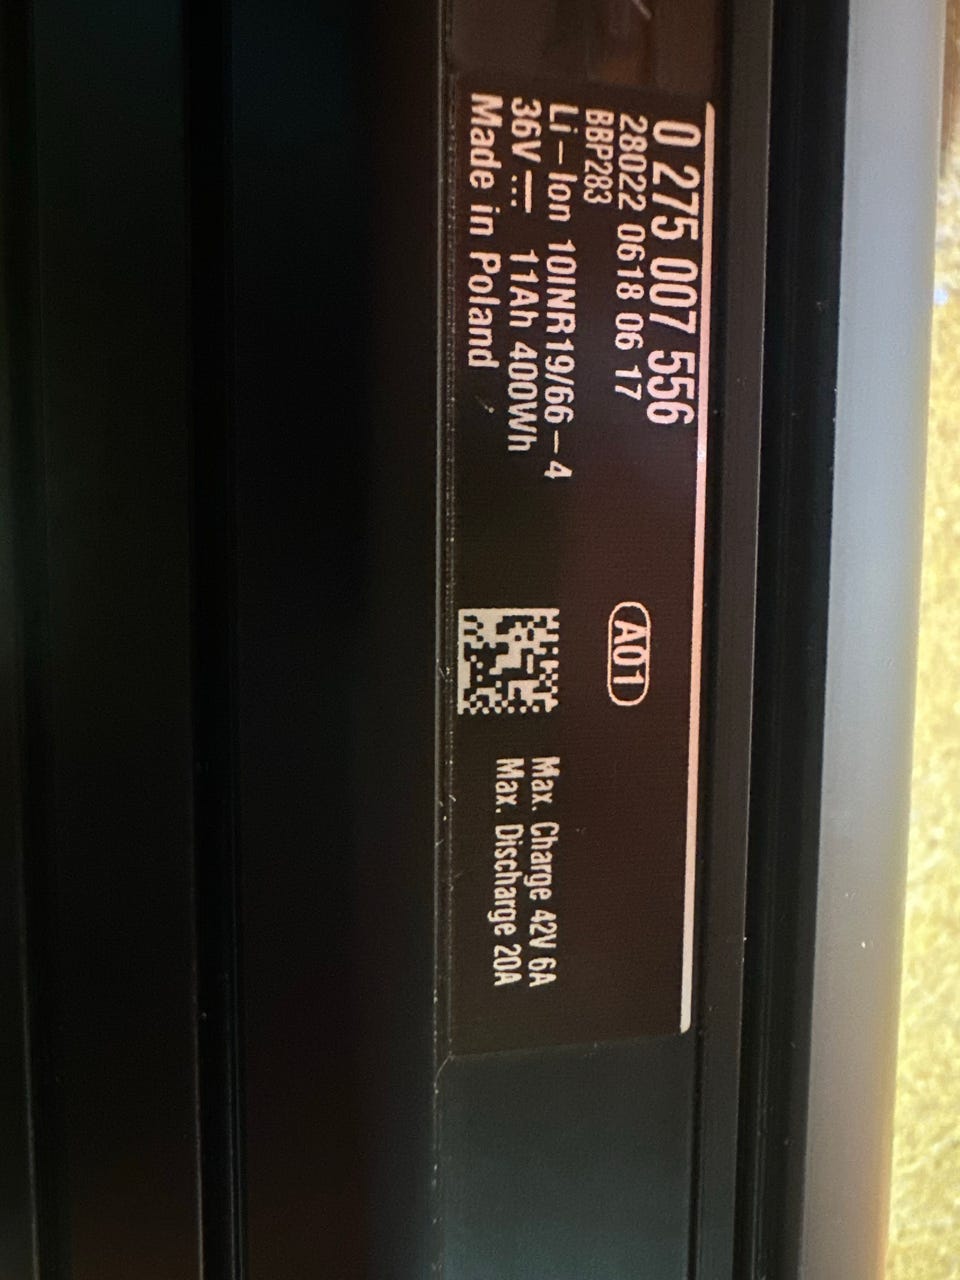 0 275 007 556
28022 0618 06 17
BBP283
Li-Ion 10INR19/66-4
36V 11Ah 400Wh
Made in Poland
A01
Max. Charge 42V 6A
Max. Discharge 20A